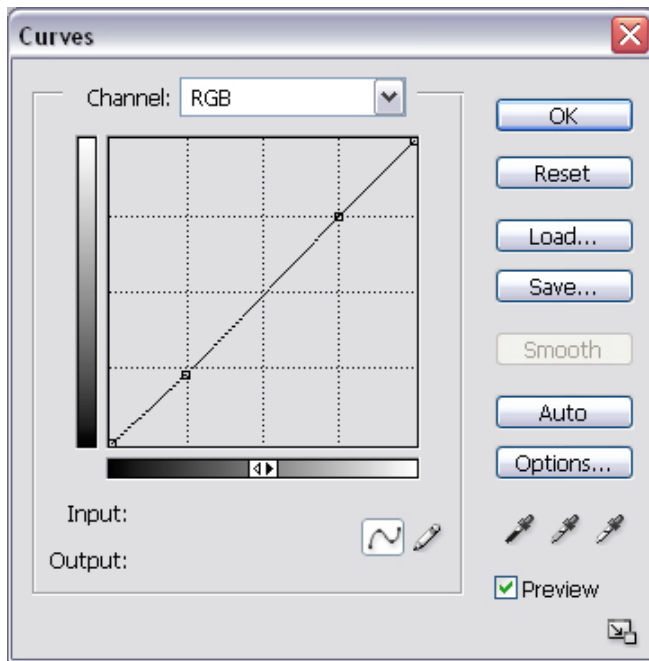 Curves
Channel: RGB
OK
Reset
Load...
Save...
Smooth
Auto
Options...
Input:
Output:
Preview